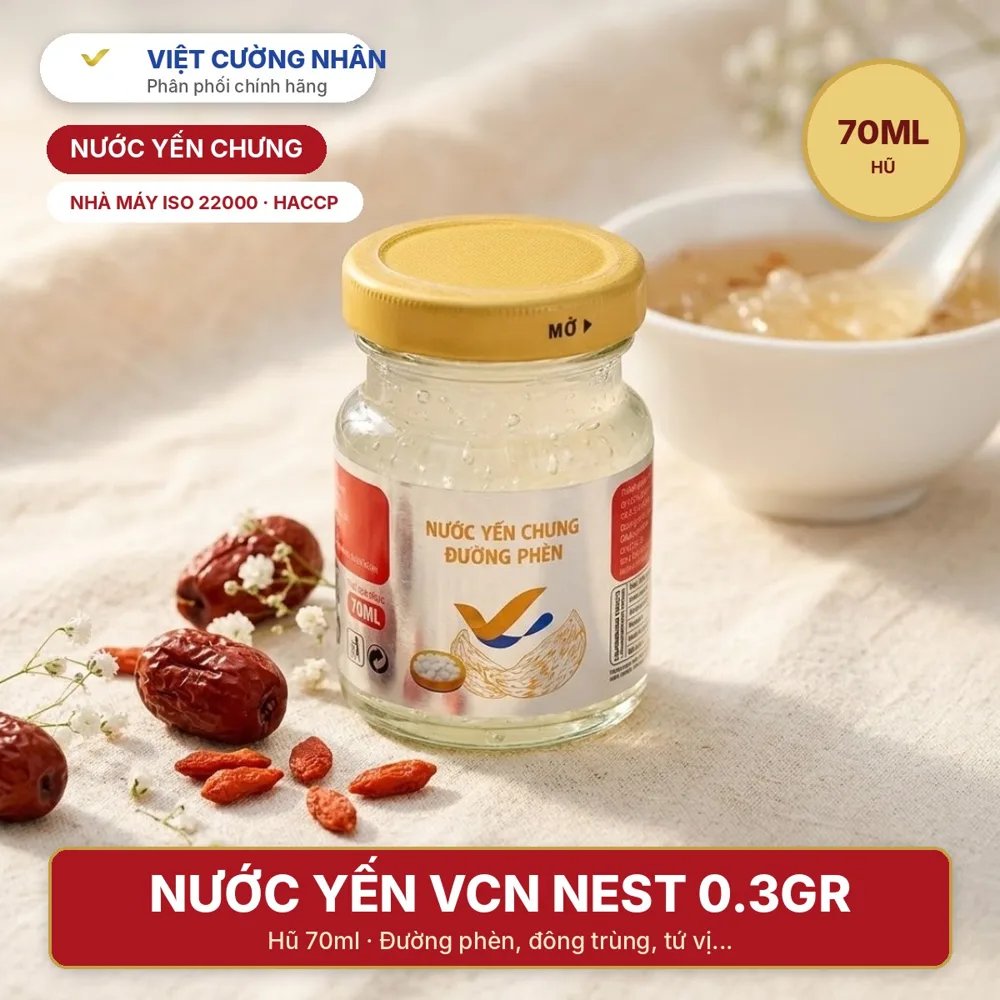 VIỆT CƯỜNG NHÂN
Phân phối chính hãng
NƯỚC YẾN CHƯNG
NHÀ MÁY ISO 22000 · HACCP
70ML
HŨ
MỞ
NƯỚC YẾN CHƯNG
ĐƯỜNG PHÈN
70ML
NƯỚC YẾN VCN NEST 0.3GR
Hũ 70ml · Đường phèn, đông trùng, tứ vị...